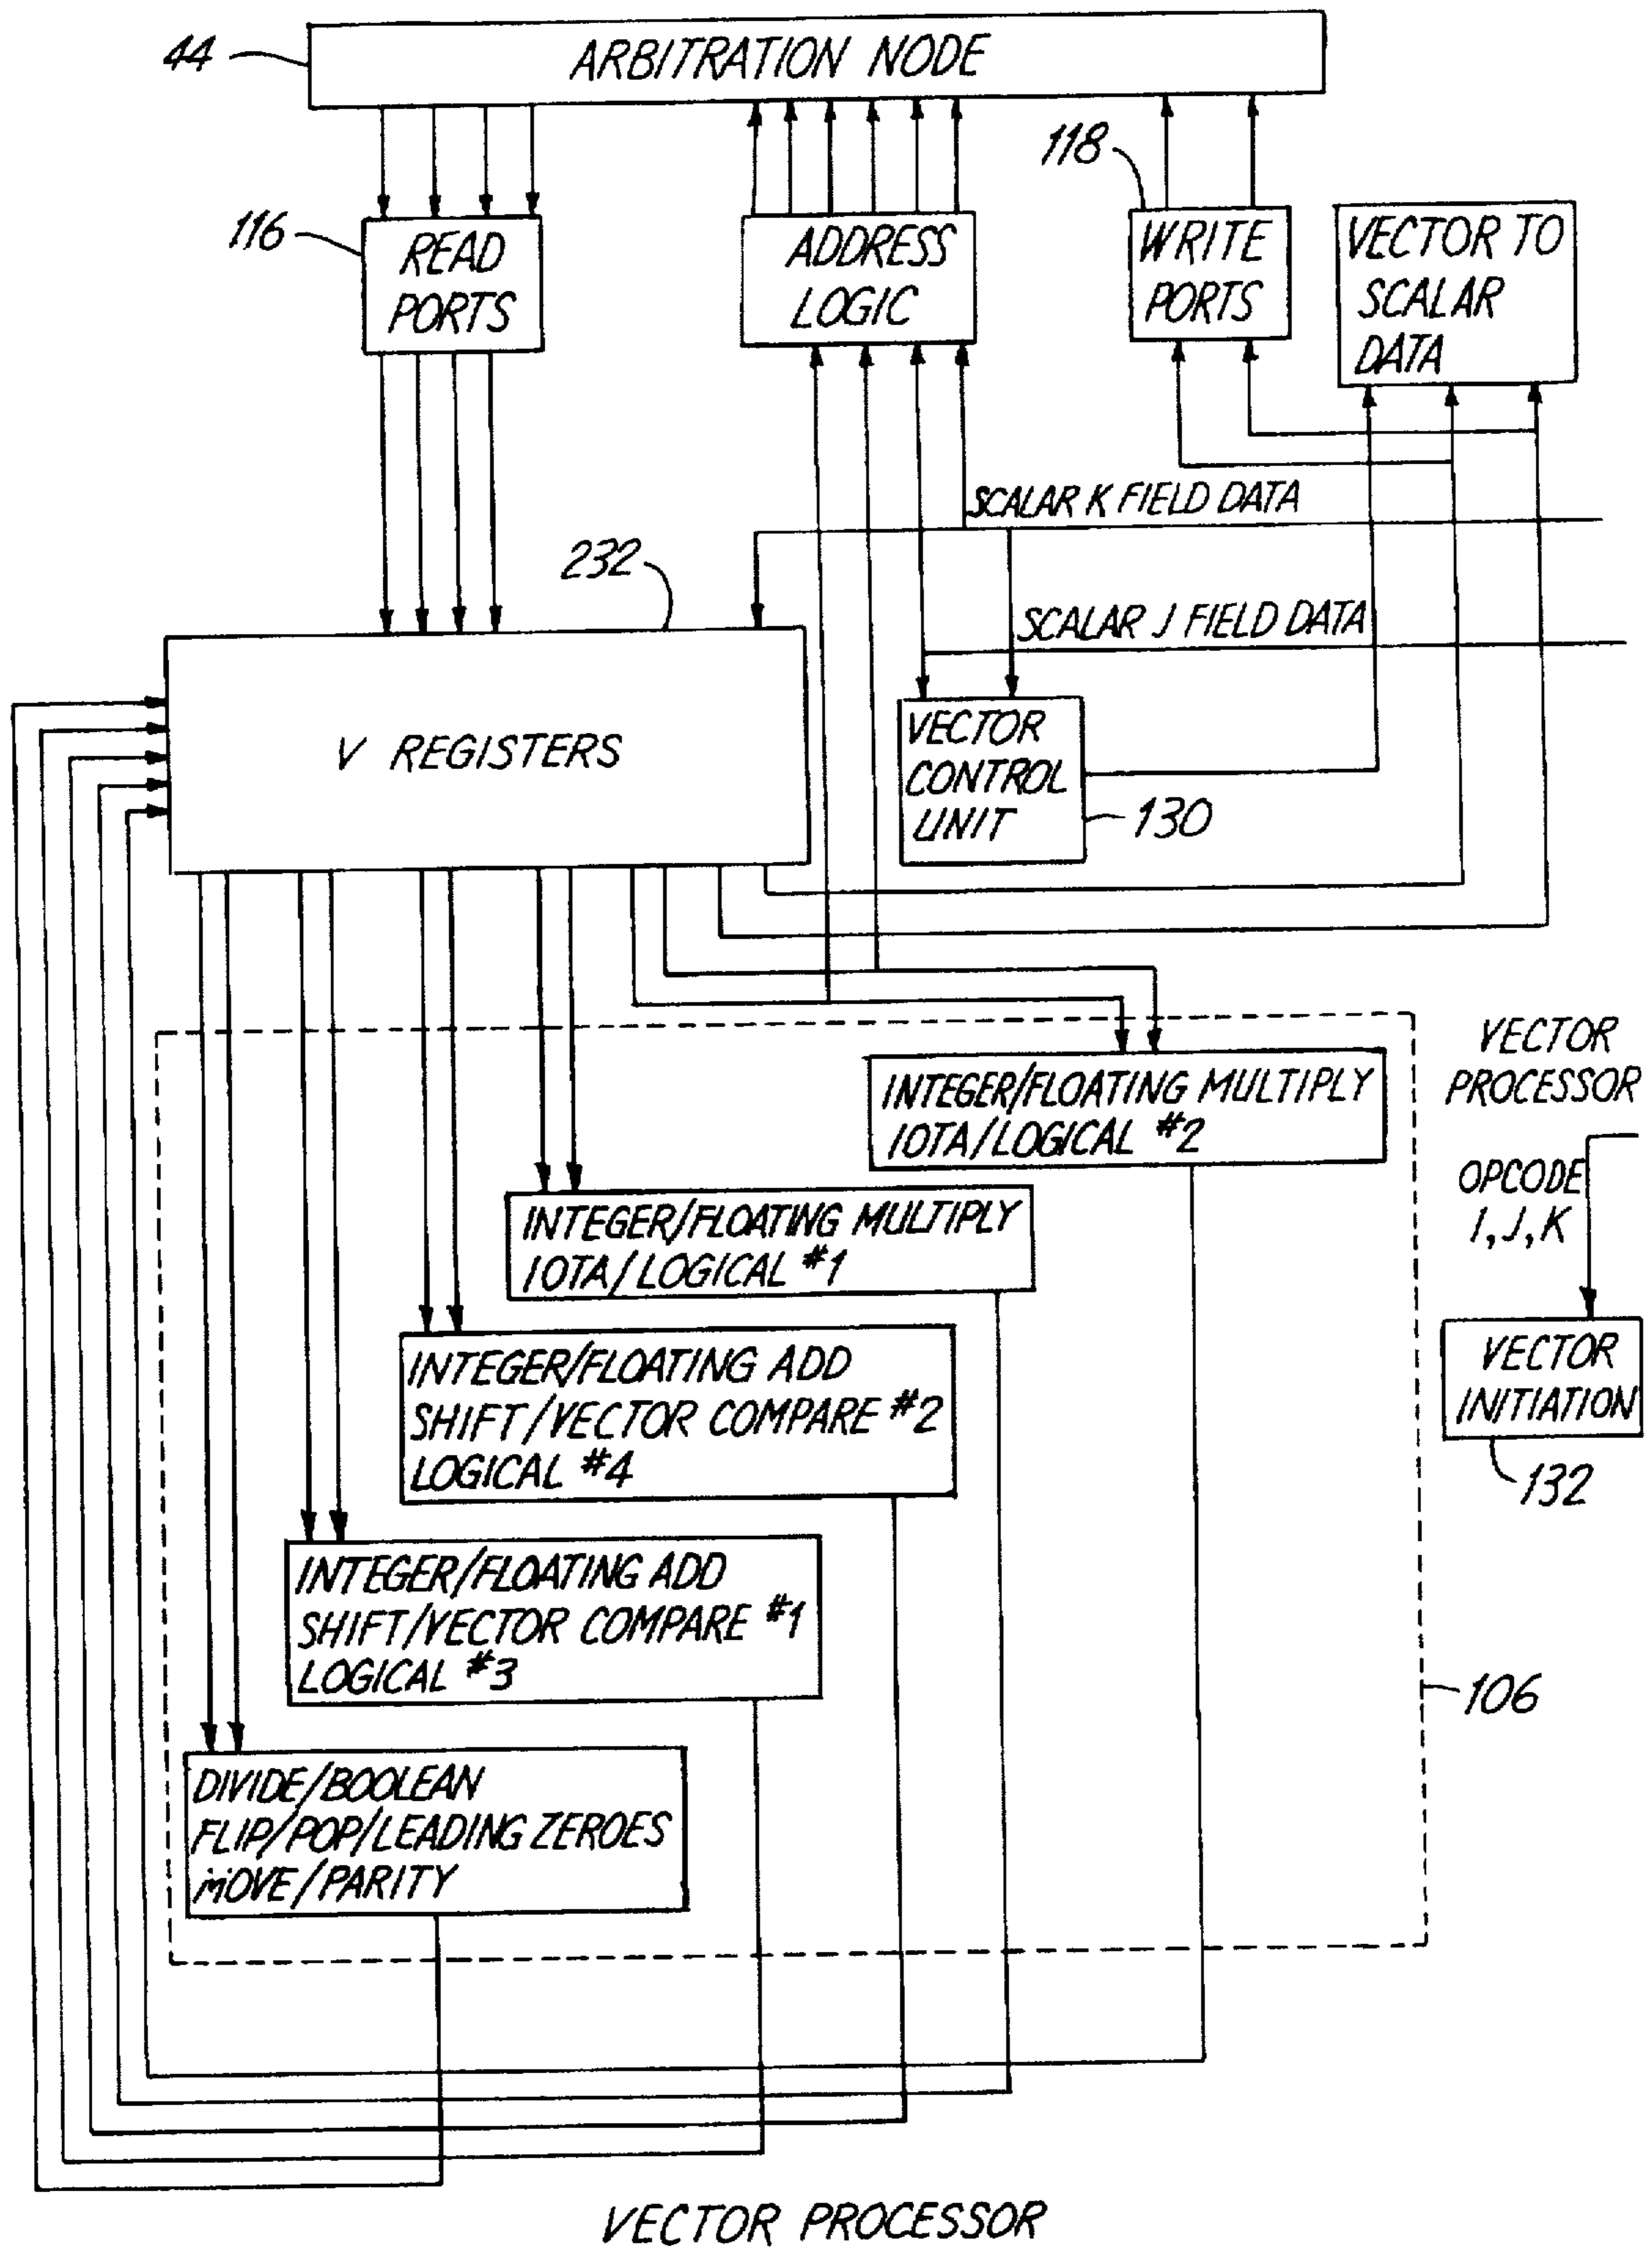 44
ARBITRATION NODE
118
116
READ
PORTS
ADDRESS
LOGIC
WRITE
PORTS
VECTOR TO
SCALAR
DATA
SCALAR K FIELD DATA
232
SCALAR J FIELD DATA
V REGISTERS
VECTOR
CONTROL
UNIT
130
VECTOR
PROCESSOR
OPCODE
I, J, K
INTEGER/FLOATING MULTIPLY
IOTA/LOGICAL #2
INTEGER/FLOATING MULTIPLY
IOTA/LOGICAL #1
INTEGER/FLOATING ADD
SHIFT/VECTOR COMPARE #2
LOGICAL #4
VECTOR
INITIATION
132
INTEGER/FLOATING ADD
SHIFT/VECTOR COMPARE #1
LOGICAL #3
106
DIVIDE/BOOLEAN
FLIP/POP/LEADING ZEROES
MOVE/PARITY
VECTOR PROCESSOR